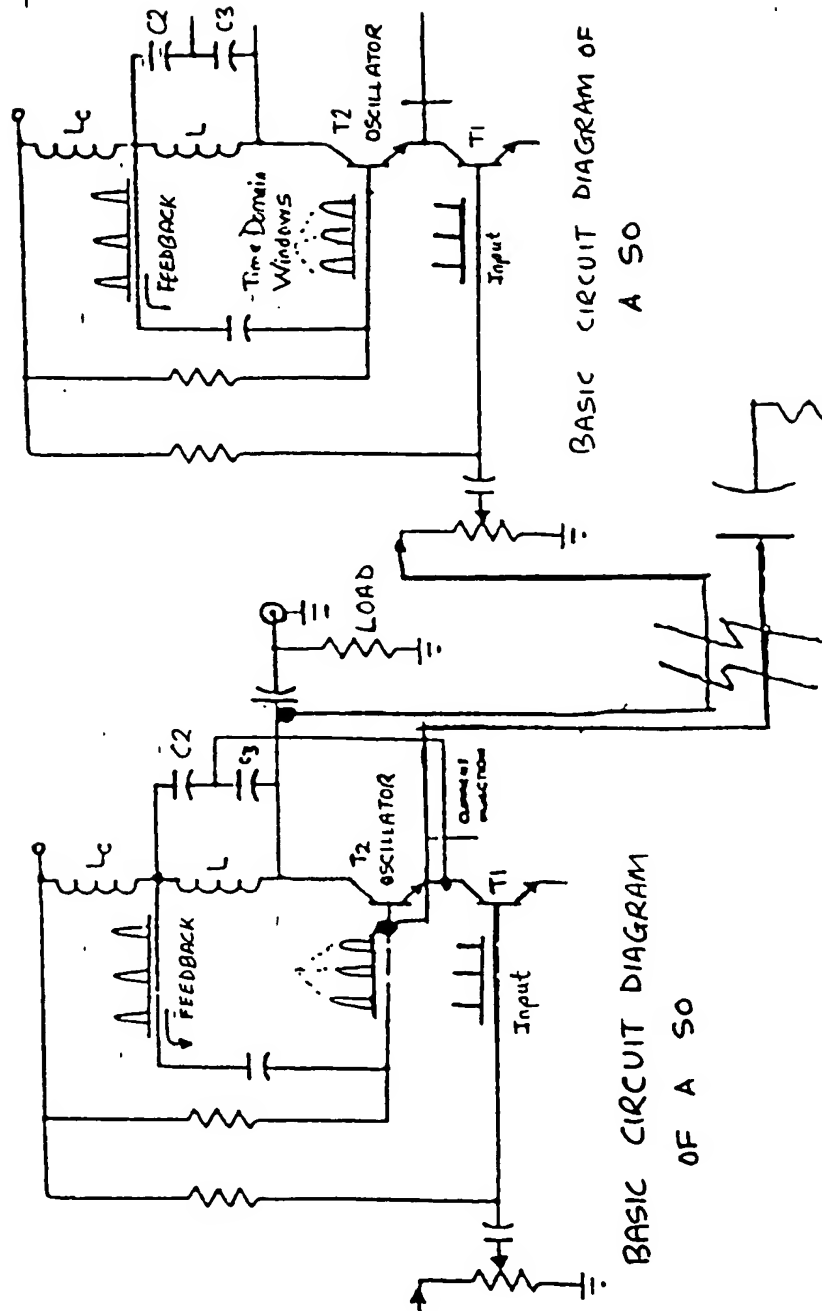 Lc
L
C2
C3
FEEDBACK
T2
OSCILLATOR
Input
T1
LOAD
BASIC CIRCUIT DIAGRAM
OF A SO
Lc
L
C2
C3
FEEDBACK
Time Domain
Windows
T2
OSCILLATOR
Input
T1
BASIC CIRCUIT DIAGRAM OF
A SO